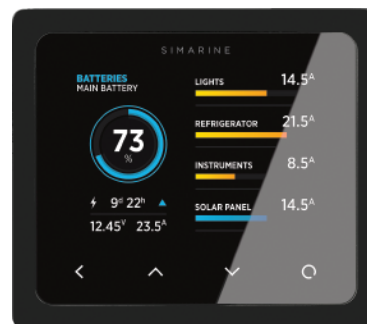 SIMARINE
BATTERIES
MAIN BATTERY
73
%
9d 22h
12.45V 23.5A
LIGHTS 14.5A
REFRIGERATOR 21.5A
INSTRUMENTS 8.5A
SOLAR PANEL 14.5A